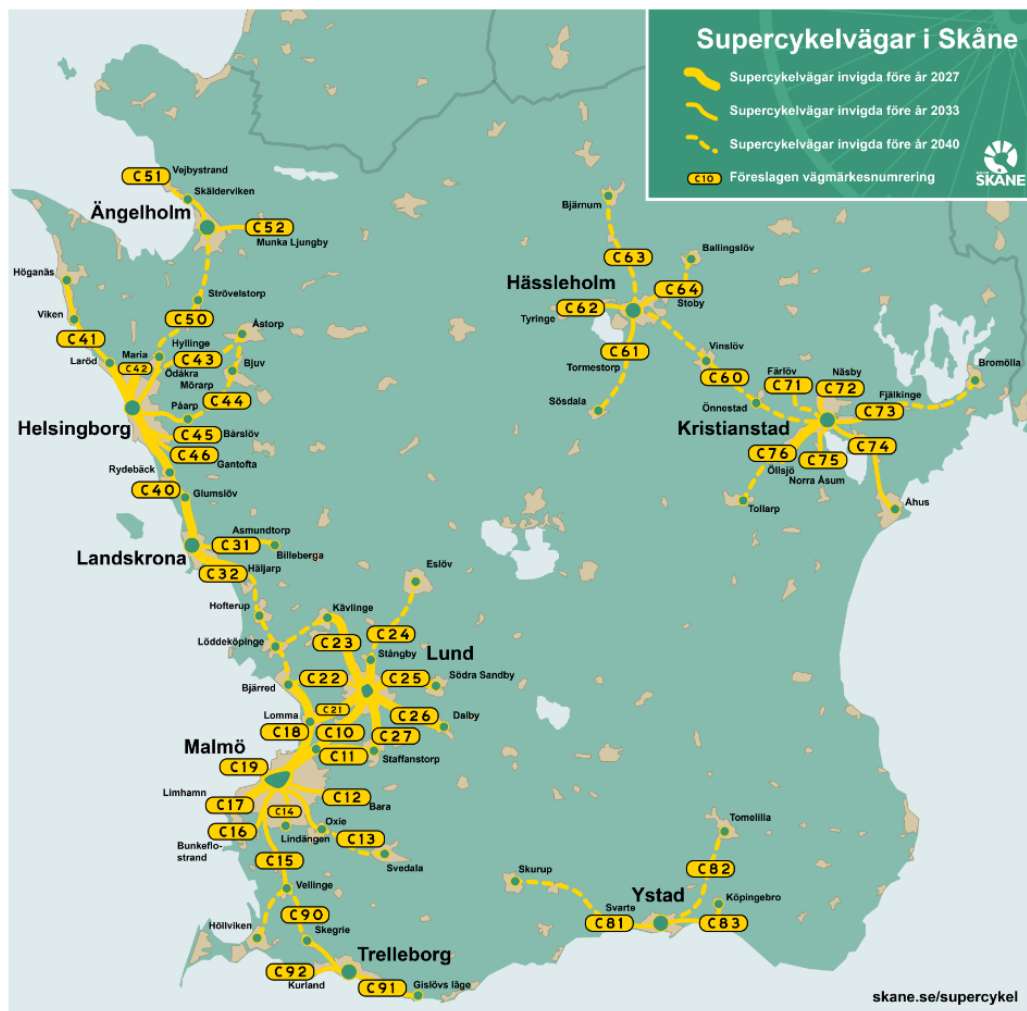 Supercykelvägar i Skåne
Supercykelvägar invigda före år 2027
Supercykelvägar invigda före år 2033
Supercykelvägar invigda före år 2040
C10 Föreslagen vägmärkesnumrering
SKÅNE
C51
Vejbystrand
Skälderviken
Ängelholm
C52
Munka Ljungby
Höganäs
Strövelstorp
Viken
C50
Åstorp
C41
Hyllinge
Maria
C43
Laröd
C42
Ödåkra
Bjuv
Mörarp
C44
Påarp
Helsingborg
C45
Bårslöv
C46
Gantofta
Rydebäck
C40
Glumslöv
Asmundtorp
Landskrona
C31
Billeberga
C32
Häljarp
Hofterup
Kävlinge
Eslöv
Löddeköpinge
C23
C24
Stångby
Lund
Bjärred
C22
C25
Södra Sandby
Lomma
C21
C26
Dalby
C18
C10
C27
Malmö
C11
Staffanstorp
C19
Limhamn
C17
C12
Bara
C14
C16
Oxie
Bunkeflo-
strand
Lindängen
C13
C15
Svedala
Vellinge
C90
Höllviken
Skegrie
Trelleborg
C92
Kurland
C91
Gislövs läge
Bjärnum
Ballingslöv
C63
Hässleholm
C64
C62
Stoby
Tyringe
C61
Tormestorp
Vinslöv
Bromölla
C60
Färlöv
Näsby
C71
C72
Fjälkinge
Sösdala
Önnestad
C73
Kristianstad
C74
C76
C75
Öllsjö
Norra Åsum
Tollarp
Åhus
Tomelilla
Skurup
C82
Ystad
Köpingebro
Svarte
C81
C83
skane.se/supercykel